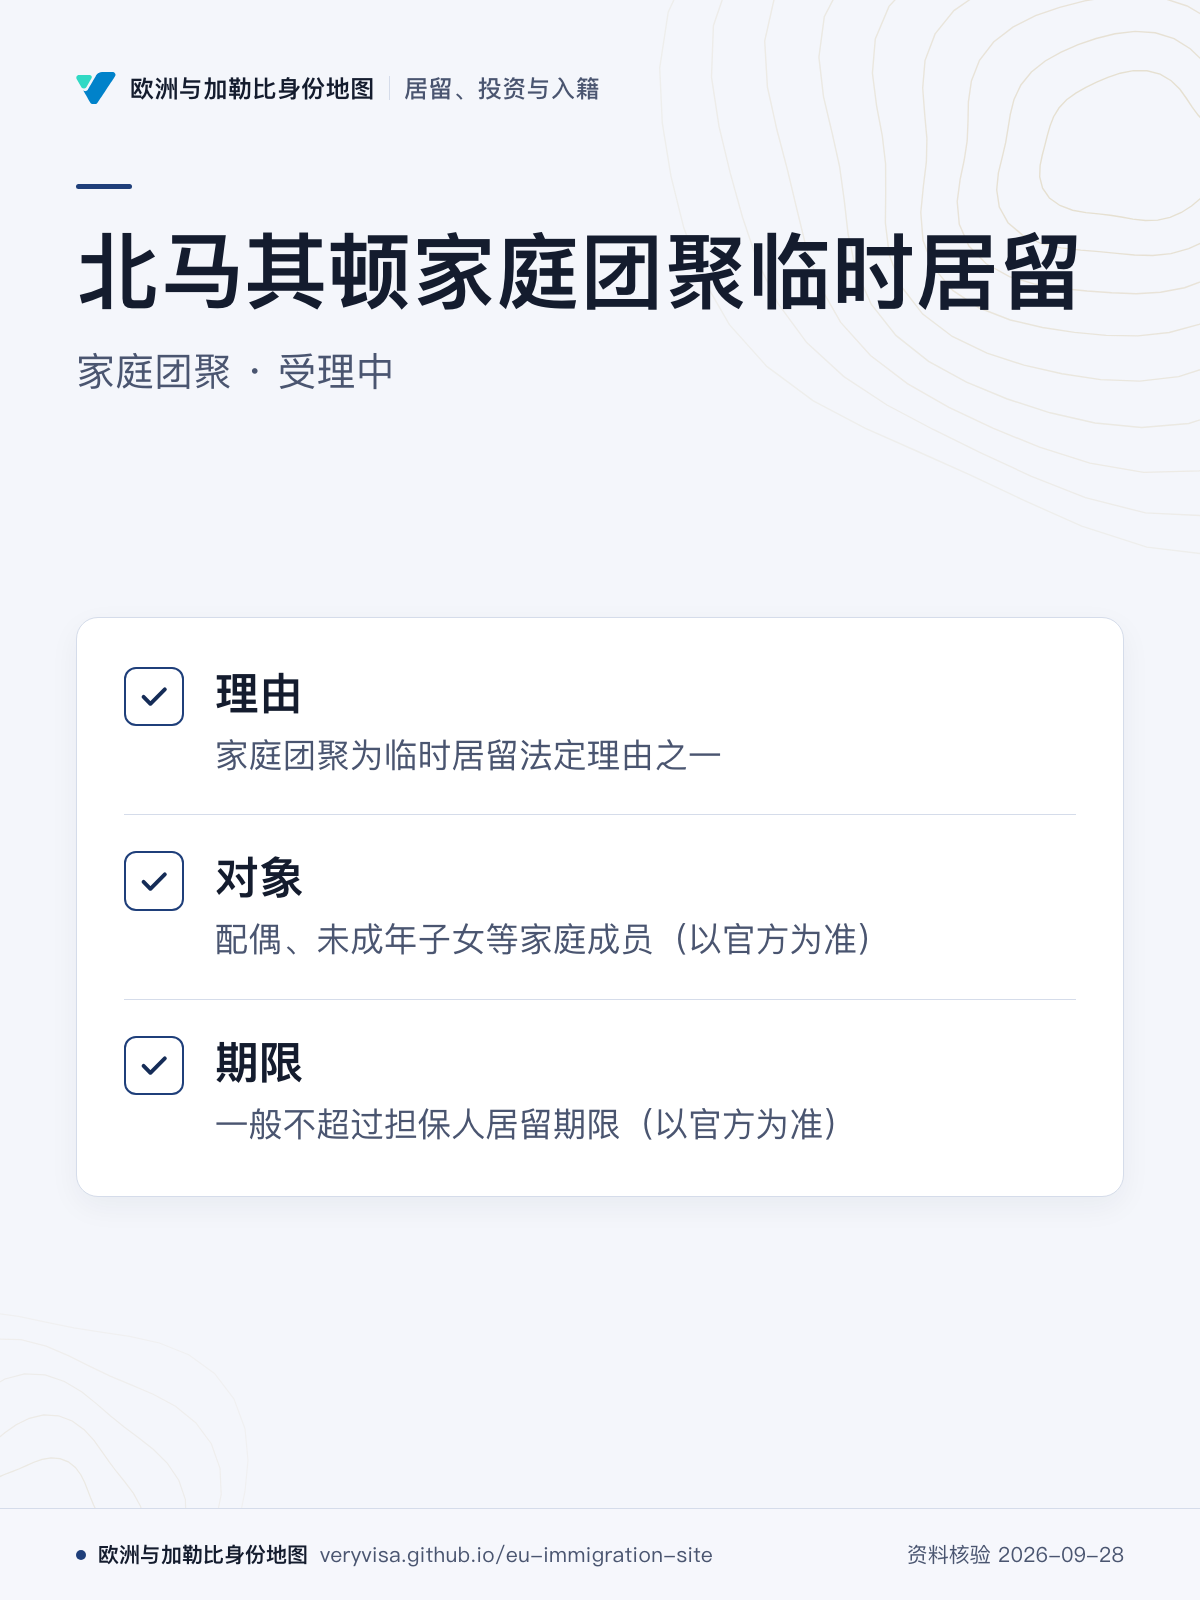 欧洲与加勒比身份地图 居留、投资与入籍
北马其顿家庭团聚临时居留
家庭团聚 · 受理中
理由
家庭团聚为临时居留法定理由之一
对象
配偶、未成年子女等家庭成员（以官方为准）
期限
一般不超过担保人居留期限（以官方为准）
欧洲与加勒比身份地图 veryvisa.github.io/eu-immigration-site 资料核验 2026-09-28